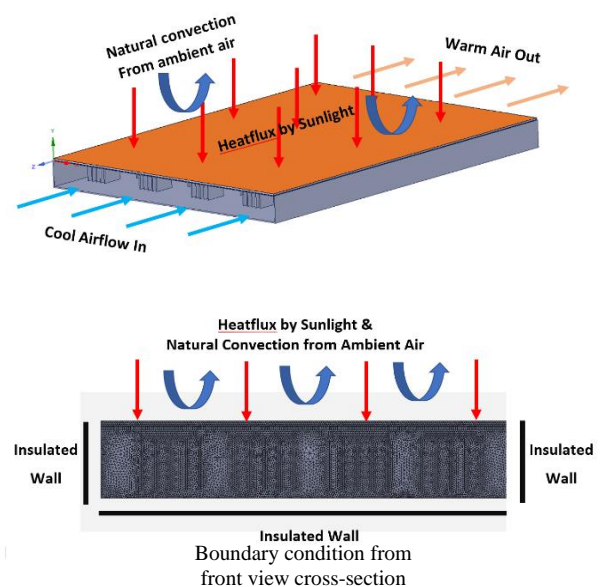 Natural convection
From ambient air
Warm Air Out
Heatflux by Sunlight
Y
Z
Cool Airflow In
Heatflux by Sunlight &
Natural Convection from Ambient Air
Insulated
Wall
Insulated
Wall
Insulated Wall
Boundary condition from
front view cross-section